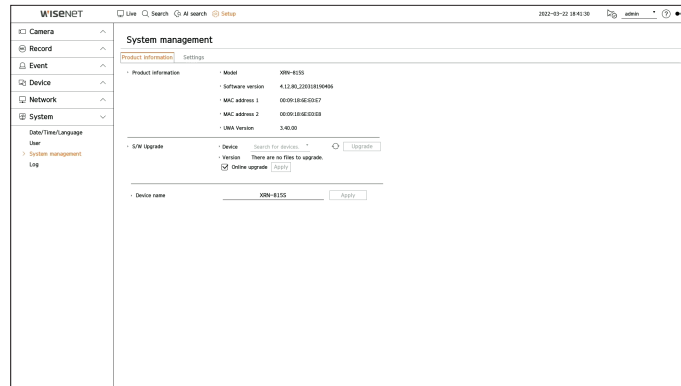 WISENET
Live Search AI search Setup
2022-03-22 18:41:30 admin
Camera
Record
Event
Device
Network
System
Date/Time/Language
User
System management
Log
System management
Product information Settings
Product information
Model XRN-815S
Software version 4.12.80_220318190406
MAC address 1 00:09:18:6E:E0:E7
MAC address 2 00:09:18:6E:E0:E8
UWA Version 3.40.00
S/W Upgrade
Device Search for devices. Upgrade
Version There are no files to upgrade.
Online upgrade Apply
Device name XRN-815S Apply